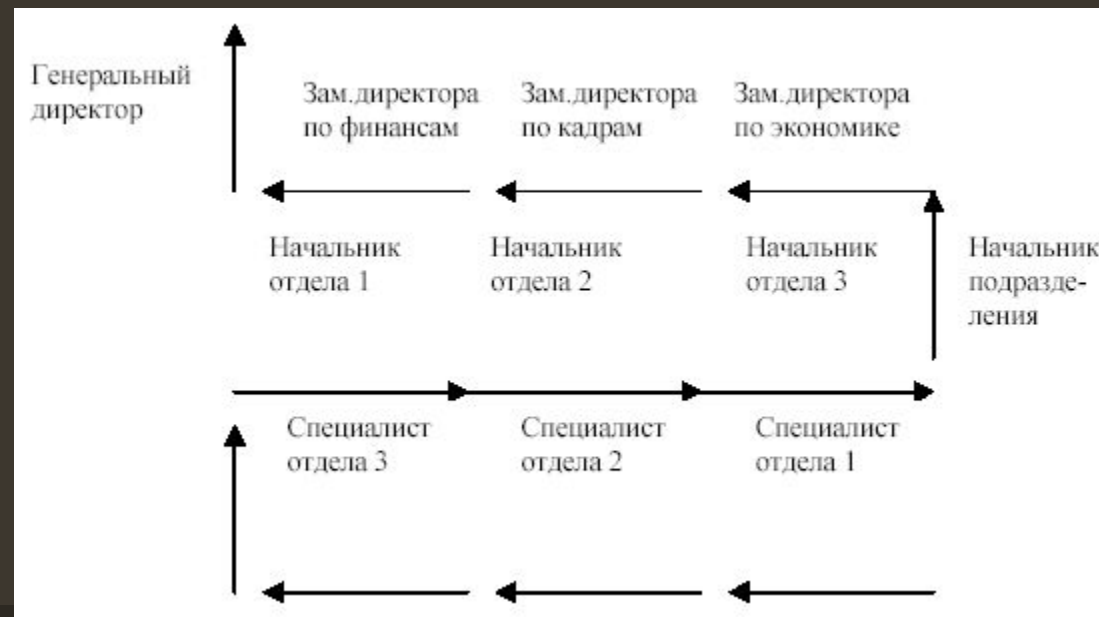 Генеральный
директор
Зам.директора
по финансам
Зам.директора
по кадрам
Зам.директора
по экономике
Начальник
отдела 1
Начальник
отдела 2
Начальник
отдела 3
Начальник
подразде-
ления
Специалист
отдела 3
Специалист
отдела 2
Специалист
отдела 1